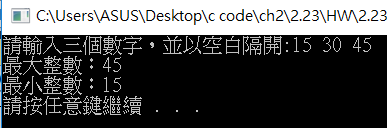 C:\Users\ASUS\Desktop\c code\ch2\2.23\HW\2.23
請輸入三個數字，並以空白隔開:15 30 45
最大整數：45
最小整數：15
請按任意鍵繼續 . . .